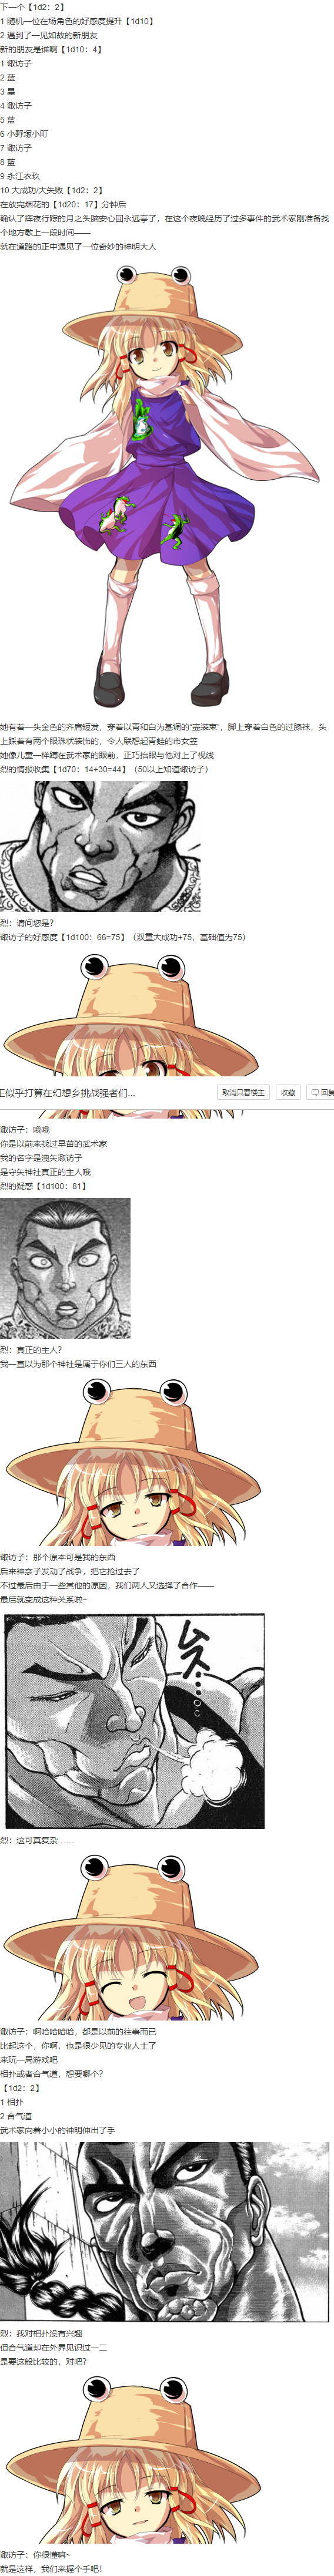 下一个【1d2：2】
1 随机一位在场角色的好感度提升【1d10】
2 遇到了一见如故的新朋友
新的朋友是谁啊【1d10：4】
1 诹访子
2 蓝
3 星
4 诹访子
5 蓝
6 小野塚小町
7 诹访子
8 蓝
9 永江衣玖
10 大成功/大失败【1d2：2】
在放完烟花的【1d20：17】分钟后
确认了辉夜行踪的月之头脑安心回永远亭了，在这个夜晚经历了过多事件的武术家刚准备找
个地方歇上一段时间——
就在道路的正中遇见了一位奇妙的神明大人
她有着一头金色的齐肩短发，穿着以青和白为基调的“壶装束”，脚上穿着白色的过膝袜，头
上踩着有两个眼珠状装饰的，令人联想起青蛙的市女笠
她像儿童一样蹲在武术家的眼前，正巧抬眼与他对上了视线
烈的情报收集【1d70：14+30=44】（50以上知道诹访子）
烈：请问您是？
诹访子的好感度【1d100：66=75】（双重大成功+75，基础值为75）
王似乎打算在幻想乡挑战强者们...
取消只看楼主
收藏
回复
诹访子：哦哦
你是以前来找过早苗的武术家
我的名字是洩矢诹访子
是守矢神社真正的主人哦
烈的疑惑【1d100：81】
烈：真正的主人？
我一直以为那个神社是属于你们三人的东西
诹访子：那个原本可是我的东西
后来神奈子发动了战争，把它抢过去了
不过最后由于一些其他的原因，我们两人又选择了合作——
最后就变成这种关系啦~
烈：这可真复杂……
诹访子：啊哈哈哈哈，都是以前的往事而已
比起这个，你啊，也是很少见的专业人士了
来玩一局游戏吧
相扑或者合气道，想要哪个？
【1d2：2】
1 相扑
2 合气道
武术家向着小小的神明伸出了手
烈：我对相扑没有兴趣
但合气道却在外界见识过一二
是要这般比较的，对吧？
诹访子：你很懂嘛~
就是这样，我们来握个手吧！